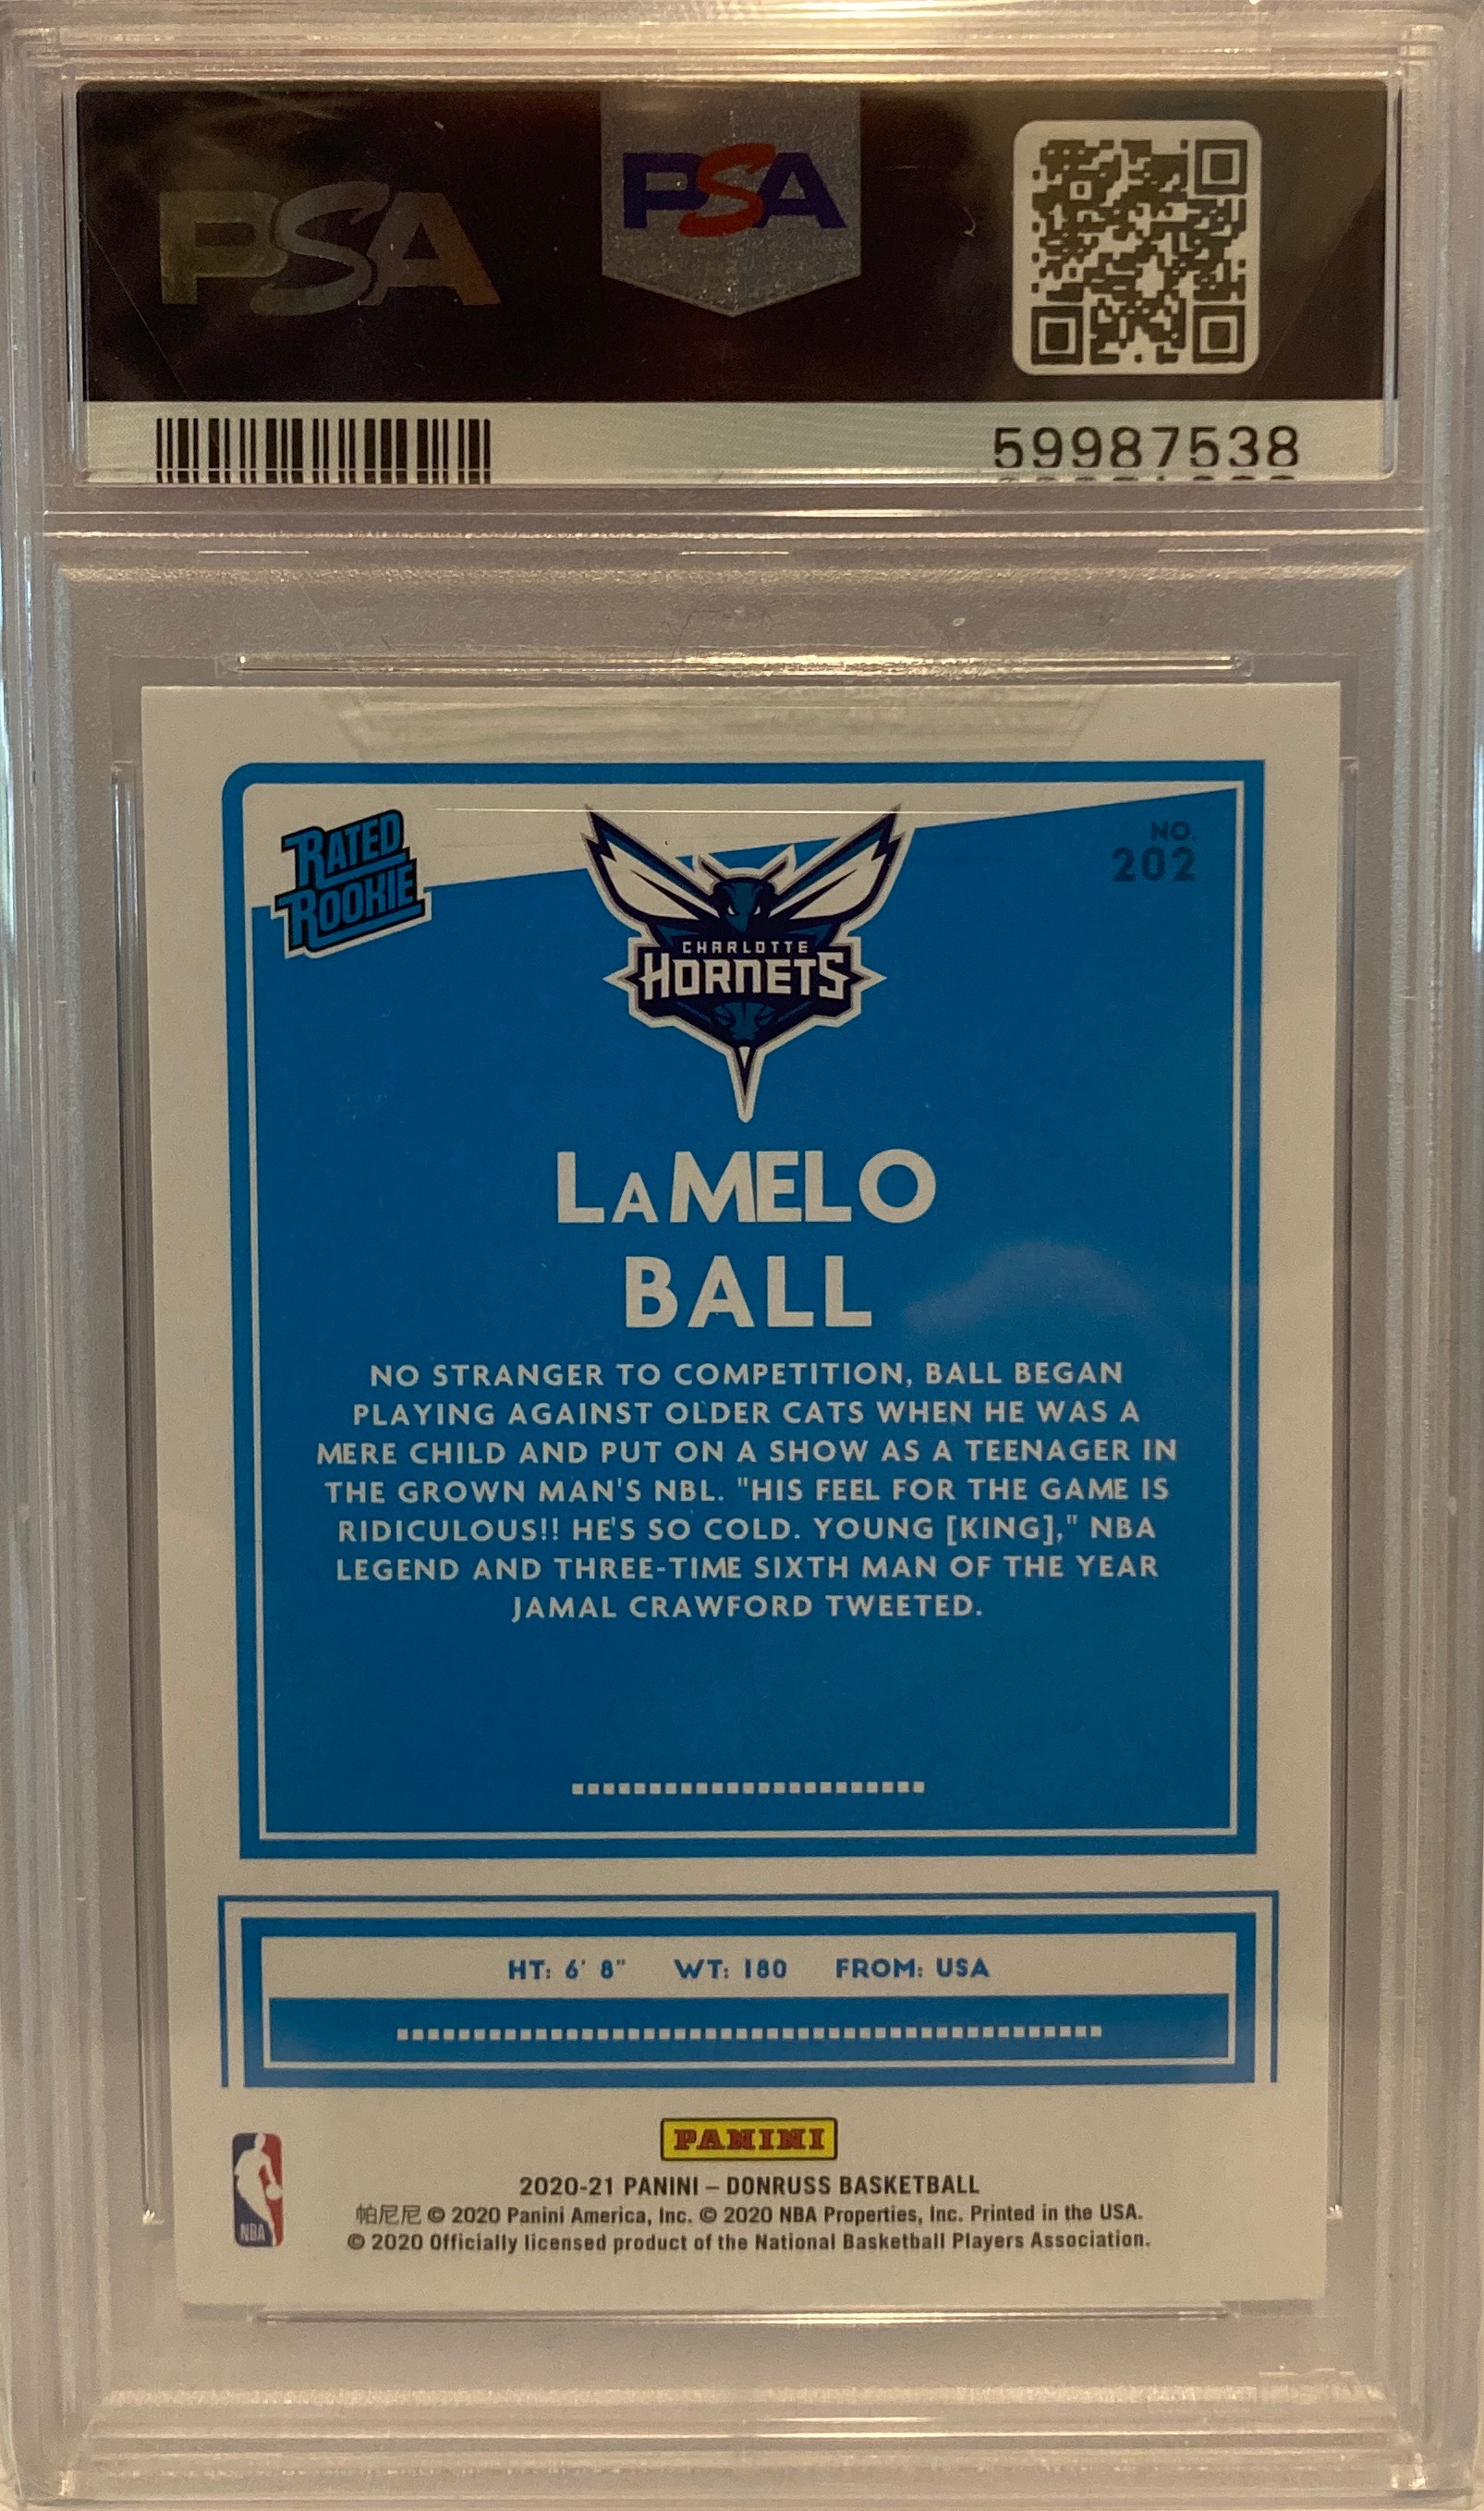 PSA
PSA
59987538
RATED
ROOKIE
NO.
202
CHARLOTTE
HORNETS
LAMELO
BALL
NO STRANGER TO COMPETITION, BALL BEGAN
PLAYING AGAINST OLDER CATS WHEN HE WAS A
MERE CHILD AND PUT ON A SHOW AS A TEENAGER IN
THE GROWN MAN'S NBL. "HIS FEEL FOR THE GAME IS
RIDICULOUS!! HE'S SO COLD. YOUNG [KING]," NBA
LEGEND AND THREE-TIME SIXTH MAN OF THE YEAR
JAMAL CRAWFORD TWEETED.
HT: 6' 8" WT: 180 FROM: USA
PANINI
NBA
2020-21 PANINI – DONRUSS BASKETBALL
帕尼尼 © 2020 Panini America, Inc. © 2020 NBA Properties, Inc. Printed in the USA.
© 2020 Officially licensed product of the National Basketball Players Association.